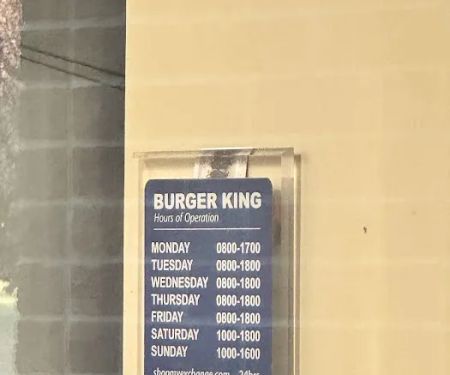 BURGER KING
Hours of Operation
MONDAY 0800-1700
TUESDAY 0800-1800
WEDNESDAY 0800-1800
THURSDAY 0800-1800
FRIDAY 0800-1800
SATURDAY 1000-1800
SUNDAY 1000-1600